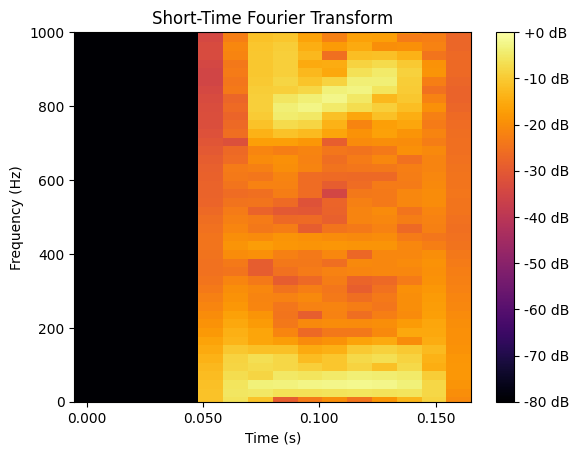 Short-Time Fourier Transform
1000
800
600
400
200
0
Frequency (Hz)
0.000
0.050
0.100
0.150
Time (s)
+0 dB
-10 dB
-20 dB
-30 dB
-40 dB
-50 dB
-60 dB
-70 dB
-80 dB